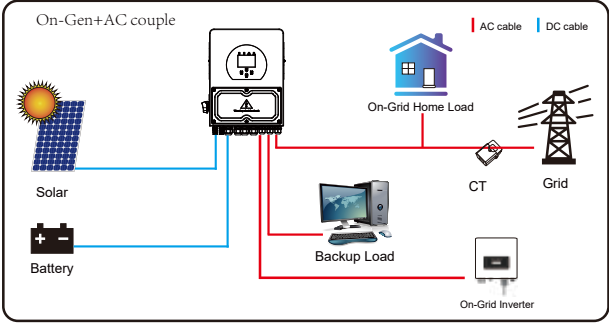 On-Gen+AC couple
AC cable
DC cable
On-Grid Home Load
Solar
CT
Grid
Backup Load
Battery
On-Grid Inverter